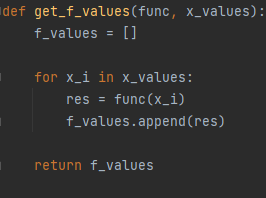 def get_f_values(func, x_values):
    f_values = []
    for x_i in x_values:
        res = func(x_i)
        f_values.append(res)
    return f_values